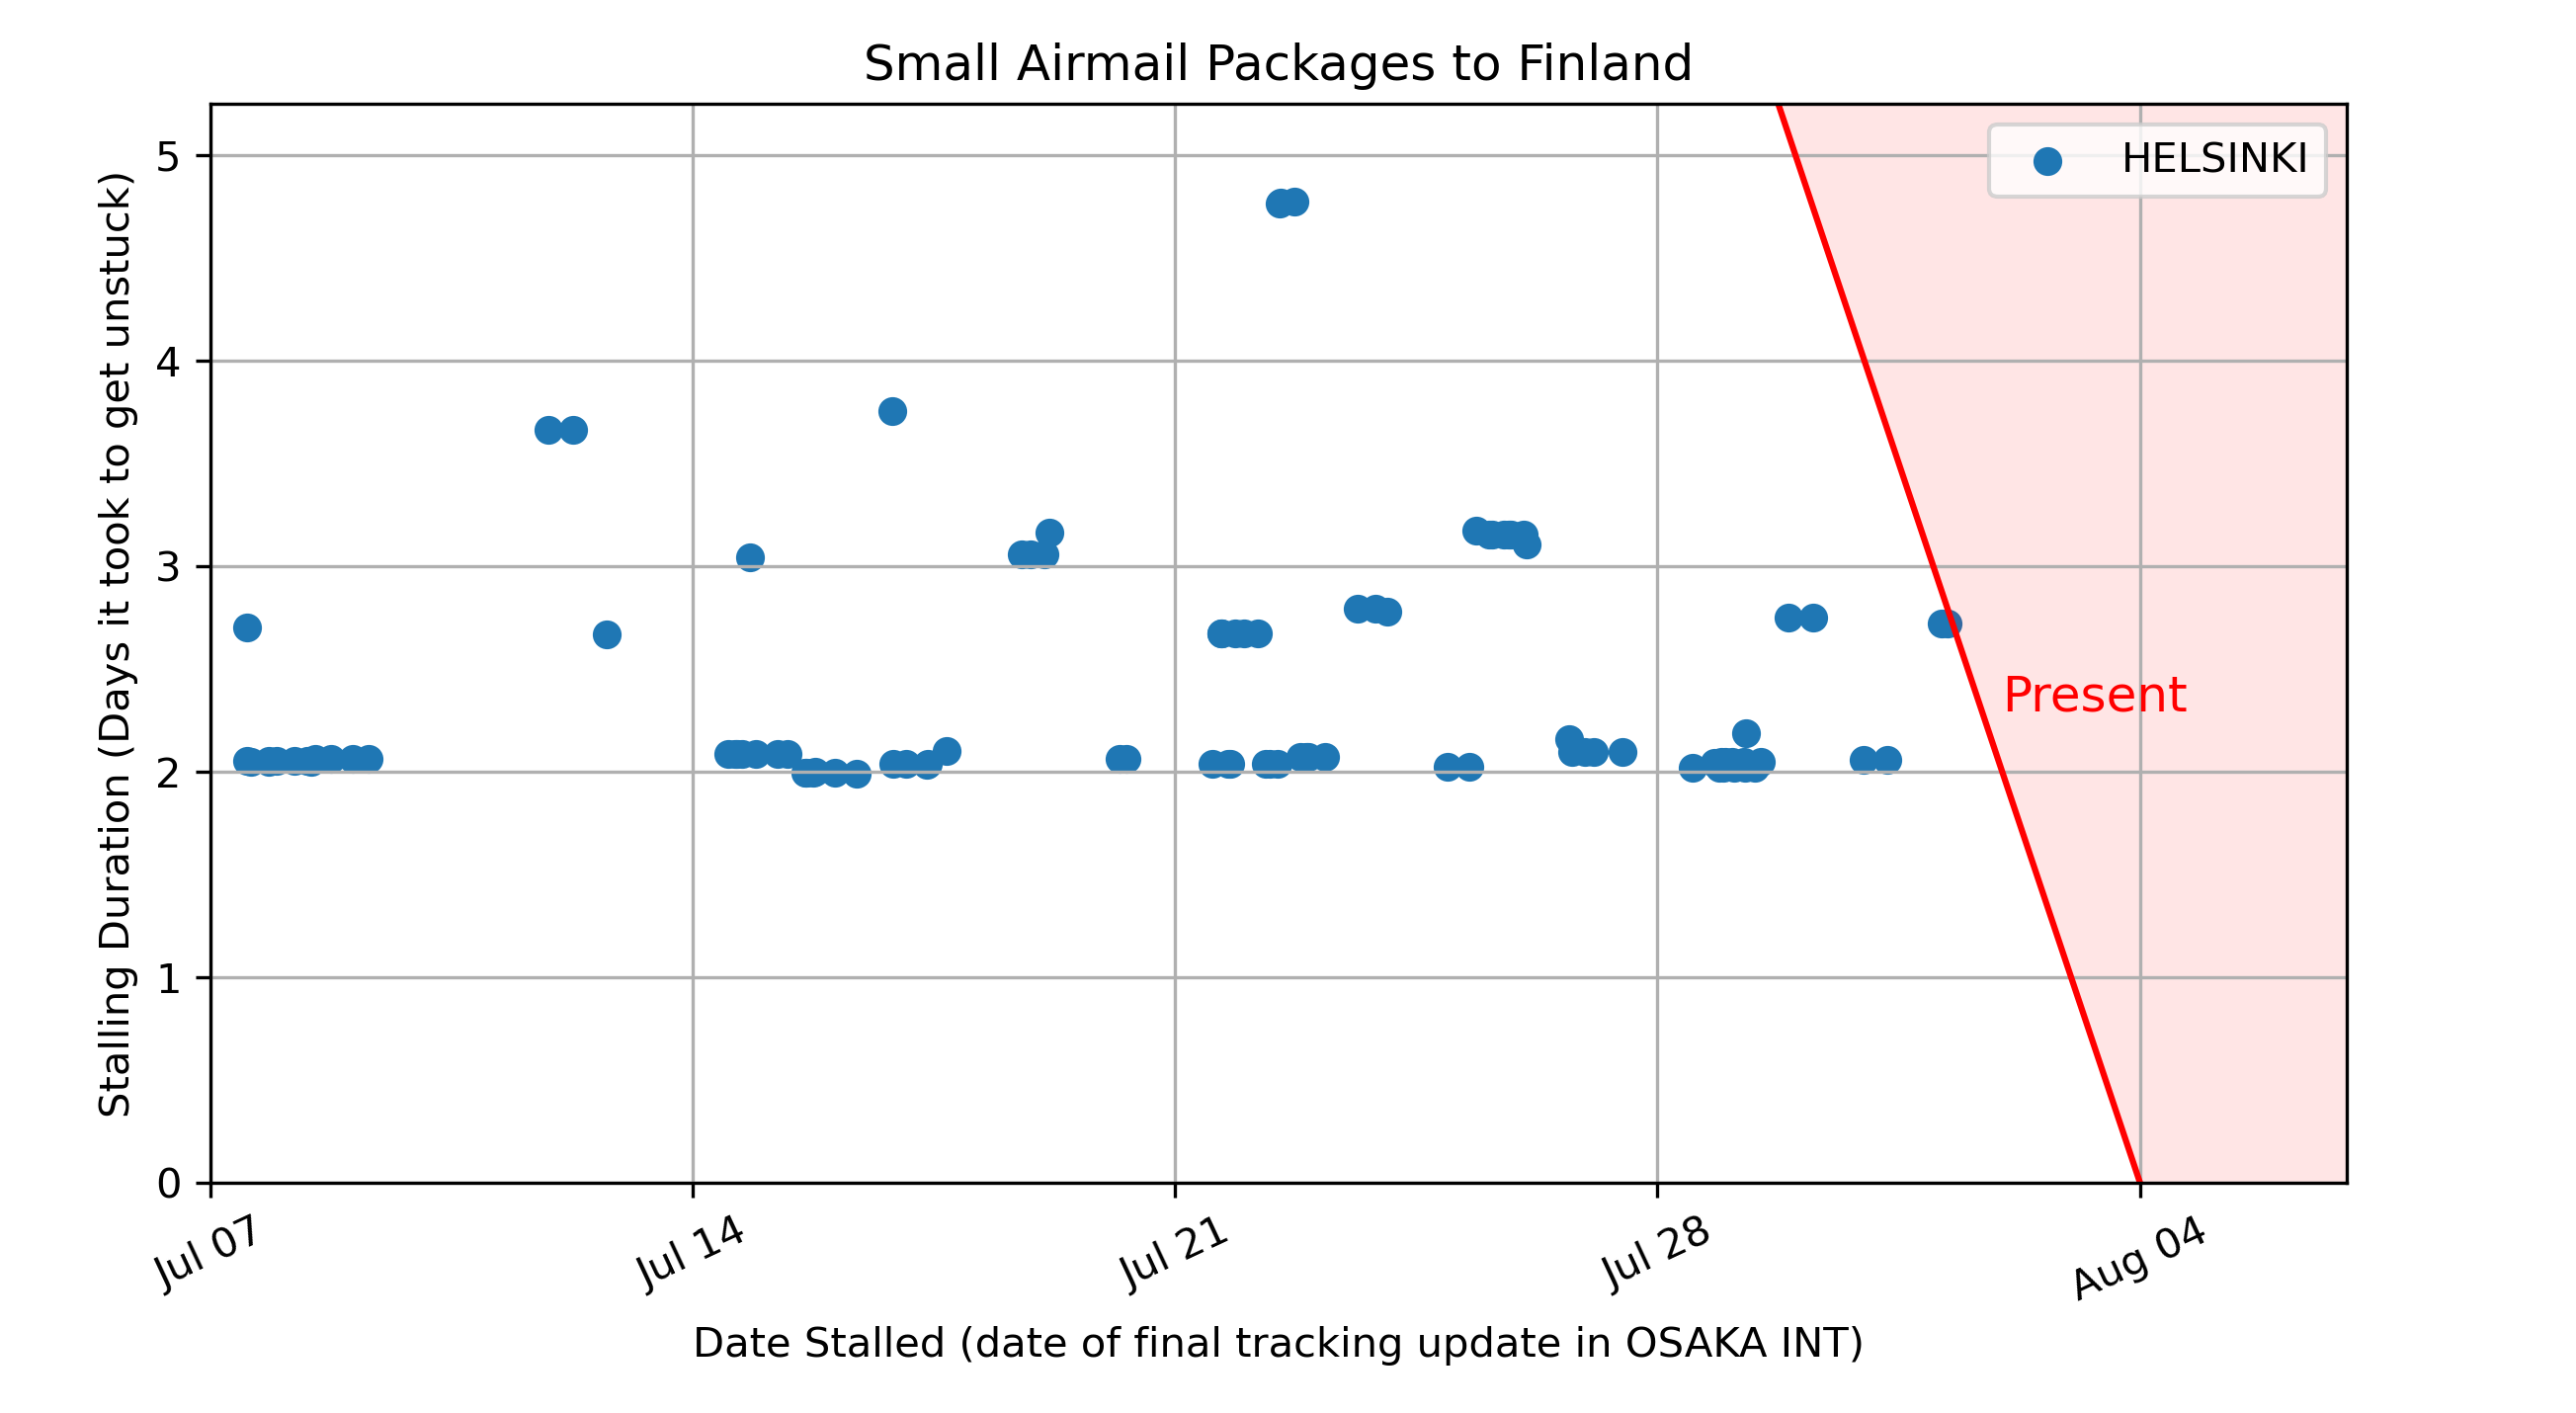 Small Airmail Packages to Finland
HELSINKI
Stalling Duration (Days it took to get unstuck)
5
4
3
2
1
0
Present
Jul 07
Jul 14
Jul 21
Jul 28
Aug 04
Date Stalled (date of final tracking update in OSAKA INT)